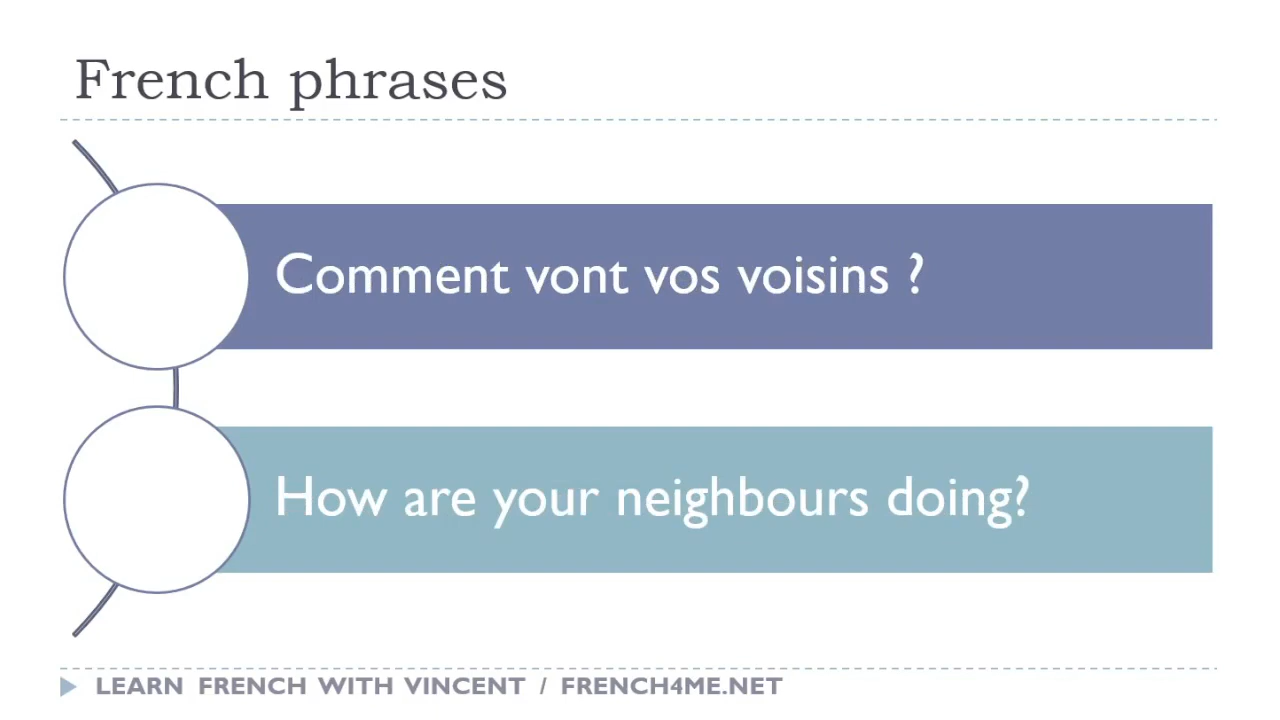 French phrases
Comment vont vos voisins ?
How are your neighbours doing?
LEARN FRENCH WITH VINCENT / FRENCH4ME.NET